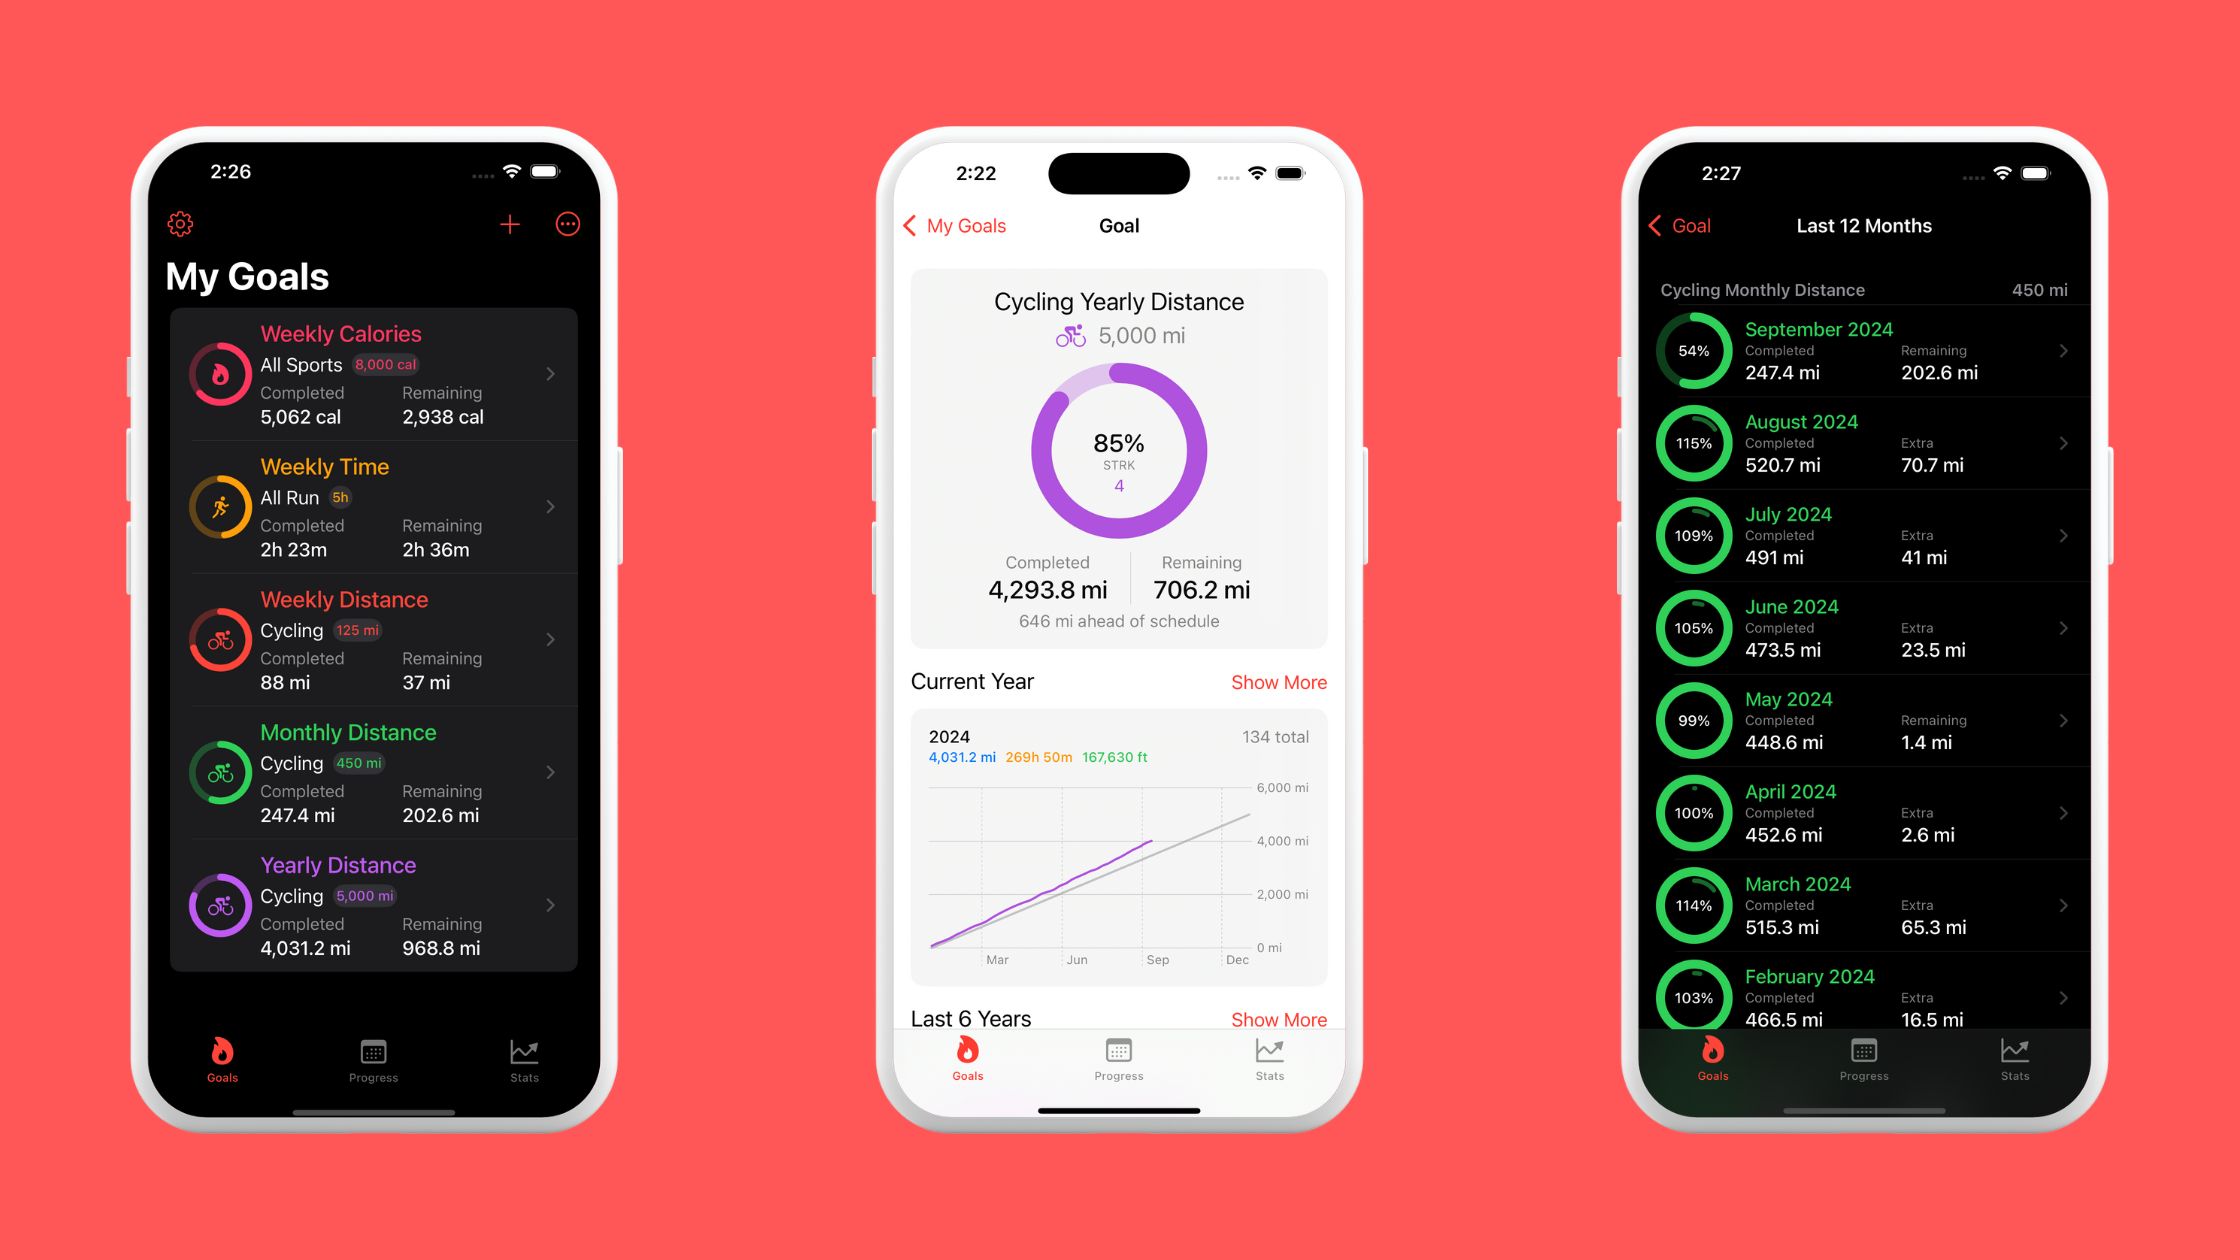 2:26
My Goals
Weekly Calories
All Sports 8,000 cal
Completed Remaining
5,062 cal 2,938 cal
Weekly Time
All Run 5h
Completed Remaining
2h 23m 2h 36m
Weekly Distance
Cycling 125 mi
Completed Remaining
88 mi 37 mi
Monthly Distance
Cycling 450 mi
Completed Remaining
247.4 mi 202.6 mi
Yearly Distance
Cycling 5,000 mi
Completed Remaining
4,031.2 mi 968.8 mi
Goals Progress Stats
2:22
My Goals Goal
Cycling Yearly Distance
5,000 mi
85%
STRK
4
Completed Remaining
4,293.8 mi 706.2 mi
646 mi ahead of schedule
Current Year Show More
2024 134 total
4,031.2 mi 269h 50m 167,630 ft
6,000 mi
4,000 mi
2,000 mi
0 mi
Mar Jun Sep Dec
Last 6 Years Show More
Goals Progress Stats
2:27
Goal Last 12 Months
Cycling Monthly Distance 450 mi
September 2024
54% Completed Remaining
247.4 mi 202.6 mi
August 2024
115% Completed Extra
520.7 mi 70.7 mi
July 2024
109% Completed Extra
491 mi 41 mi
June 2024
105% Completed Extra
473.5 mi 23.5 mi
May 2024
99% Completed Remaining
448.6 mi 1.4 mi
April 2024
100% Completed Extra
452.6 mi 2.6 mi
March 2024
114% Completed Extra
515.3 mi 65.3 mi
February 2024
103% Completed Extra
466.5 mi 16.5 mi
Goals Progress Stats